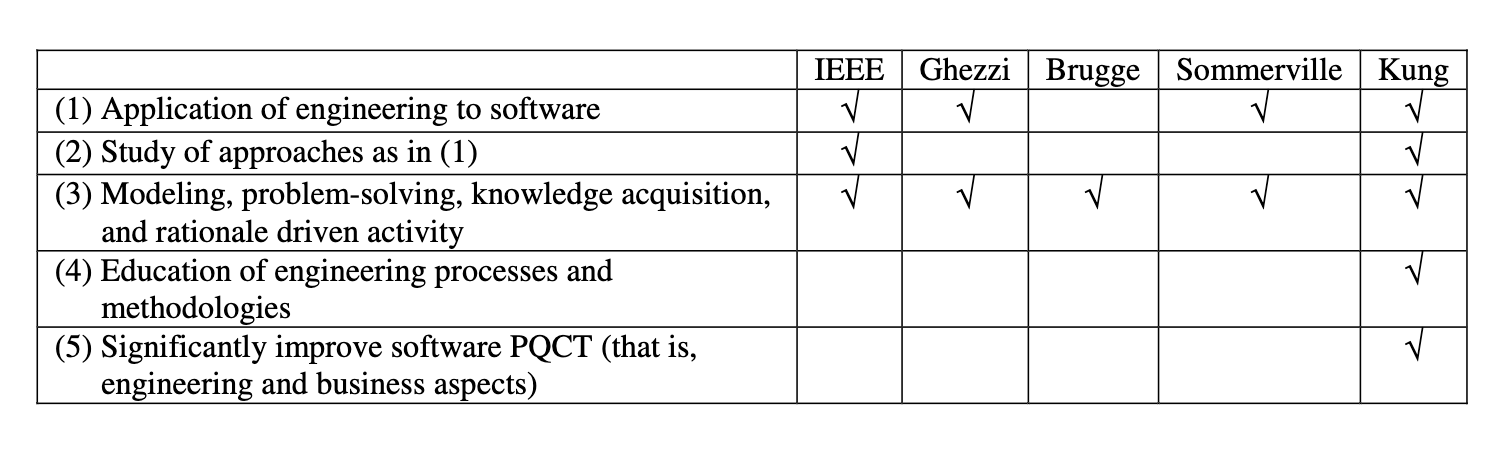 IEEE Ghezzi Brugge Sommerville Kung
(1) Application of engineering to software √ √ √ √
(2) Study of approaches as in (1) √ √
(3) Modeling, problem-solving, knowledge acquisition, √ √ √ √ √
and rationale driven activity
(4) Education of engineering processes and √
methodologies
(5) Significantly improve software PQCT (that is, √
engineering and business aspects)